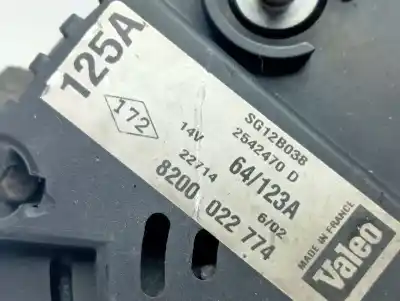 125A
172
SG12B038
14V 2542470 D
22714 64/123A
8200 022 774
6/02
MADE IN FRANCE
Valeo